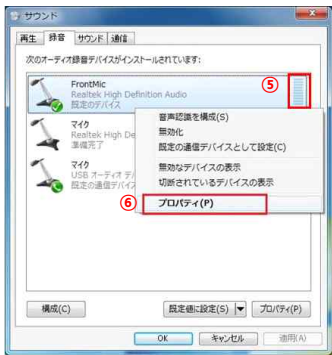 サウンド
再生 録音 サウンド 通信
次のオーディオ録音デバイスがインストールされています:
FrontMic
Realtek High Definition Audio
既定のデバイス
⑤
マイク
Realtek High De
準備完了
マイク
USB オーディオ デ
既定の通信デバイス
音声認識を構成(S)
無効化
既定の通信デバイスとして設定(C)
無効なデバイスの表示
切断されているデバイスの表示
⑥ プロパティ(P)
構成(C) 既定値に設定(S) プロパティ(P)
OK キャンセル 適用(A)